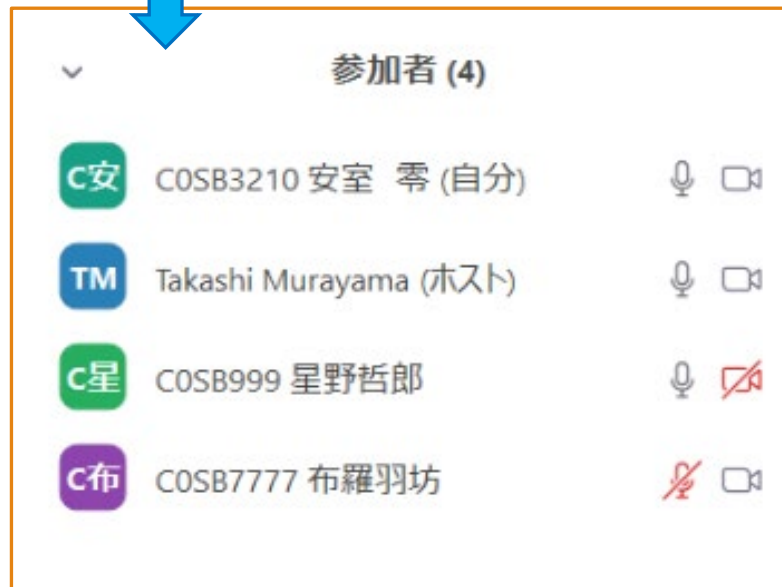 参加者 (4)
C安 C0SB3210 安室 零 (自分)
TM Takashi Murayama (ホスト)
C星 C0SB999 星野哲郎
C布 C0SB7777 布羅羽坊